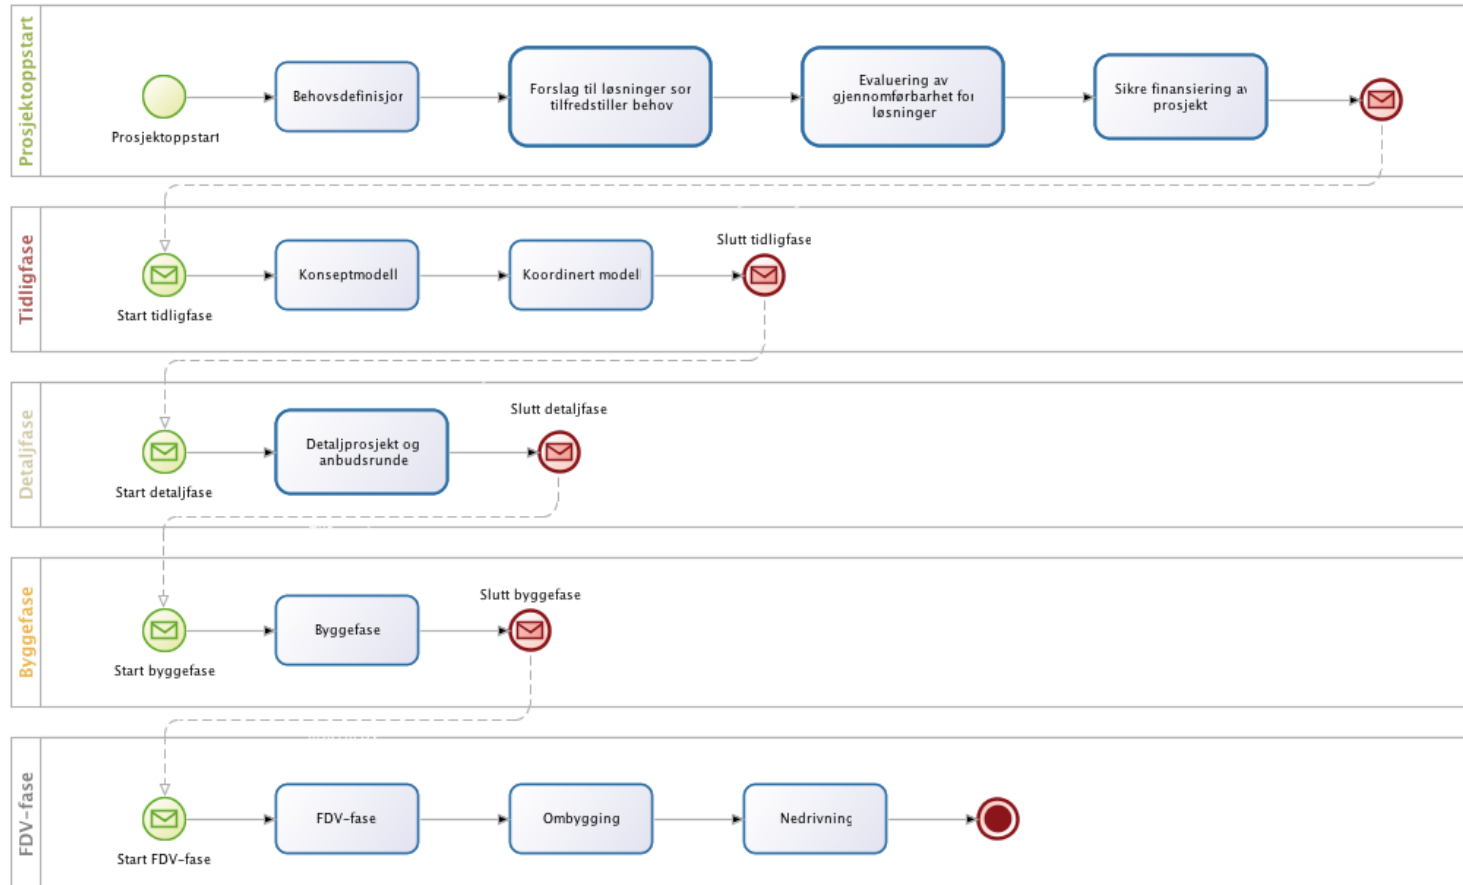 Prosjektoppstart
Prosjektoppstart
Behovsdefinisjor
Forslag til løsninger sor
tilfredstiller behov
Evaluering av
gjennomførbarhet for
løsninger
Sikre finansiering av
prosjekt
Tidligfase
Start tidligfase
Konseptmodell
Koordinert model
Slutt tidligfase
Detaljfase
Start detaljfase
Detaljprosjekt og
anbudsrunde
Slutt detaljfase
Byggefase
Start byggefase
Byggefase
Slutt byggefase
FDV-fase
Start FDV-fase
FDV-fase
Ombygging
Nedrivning